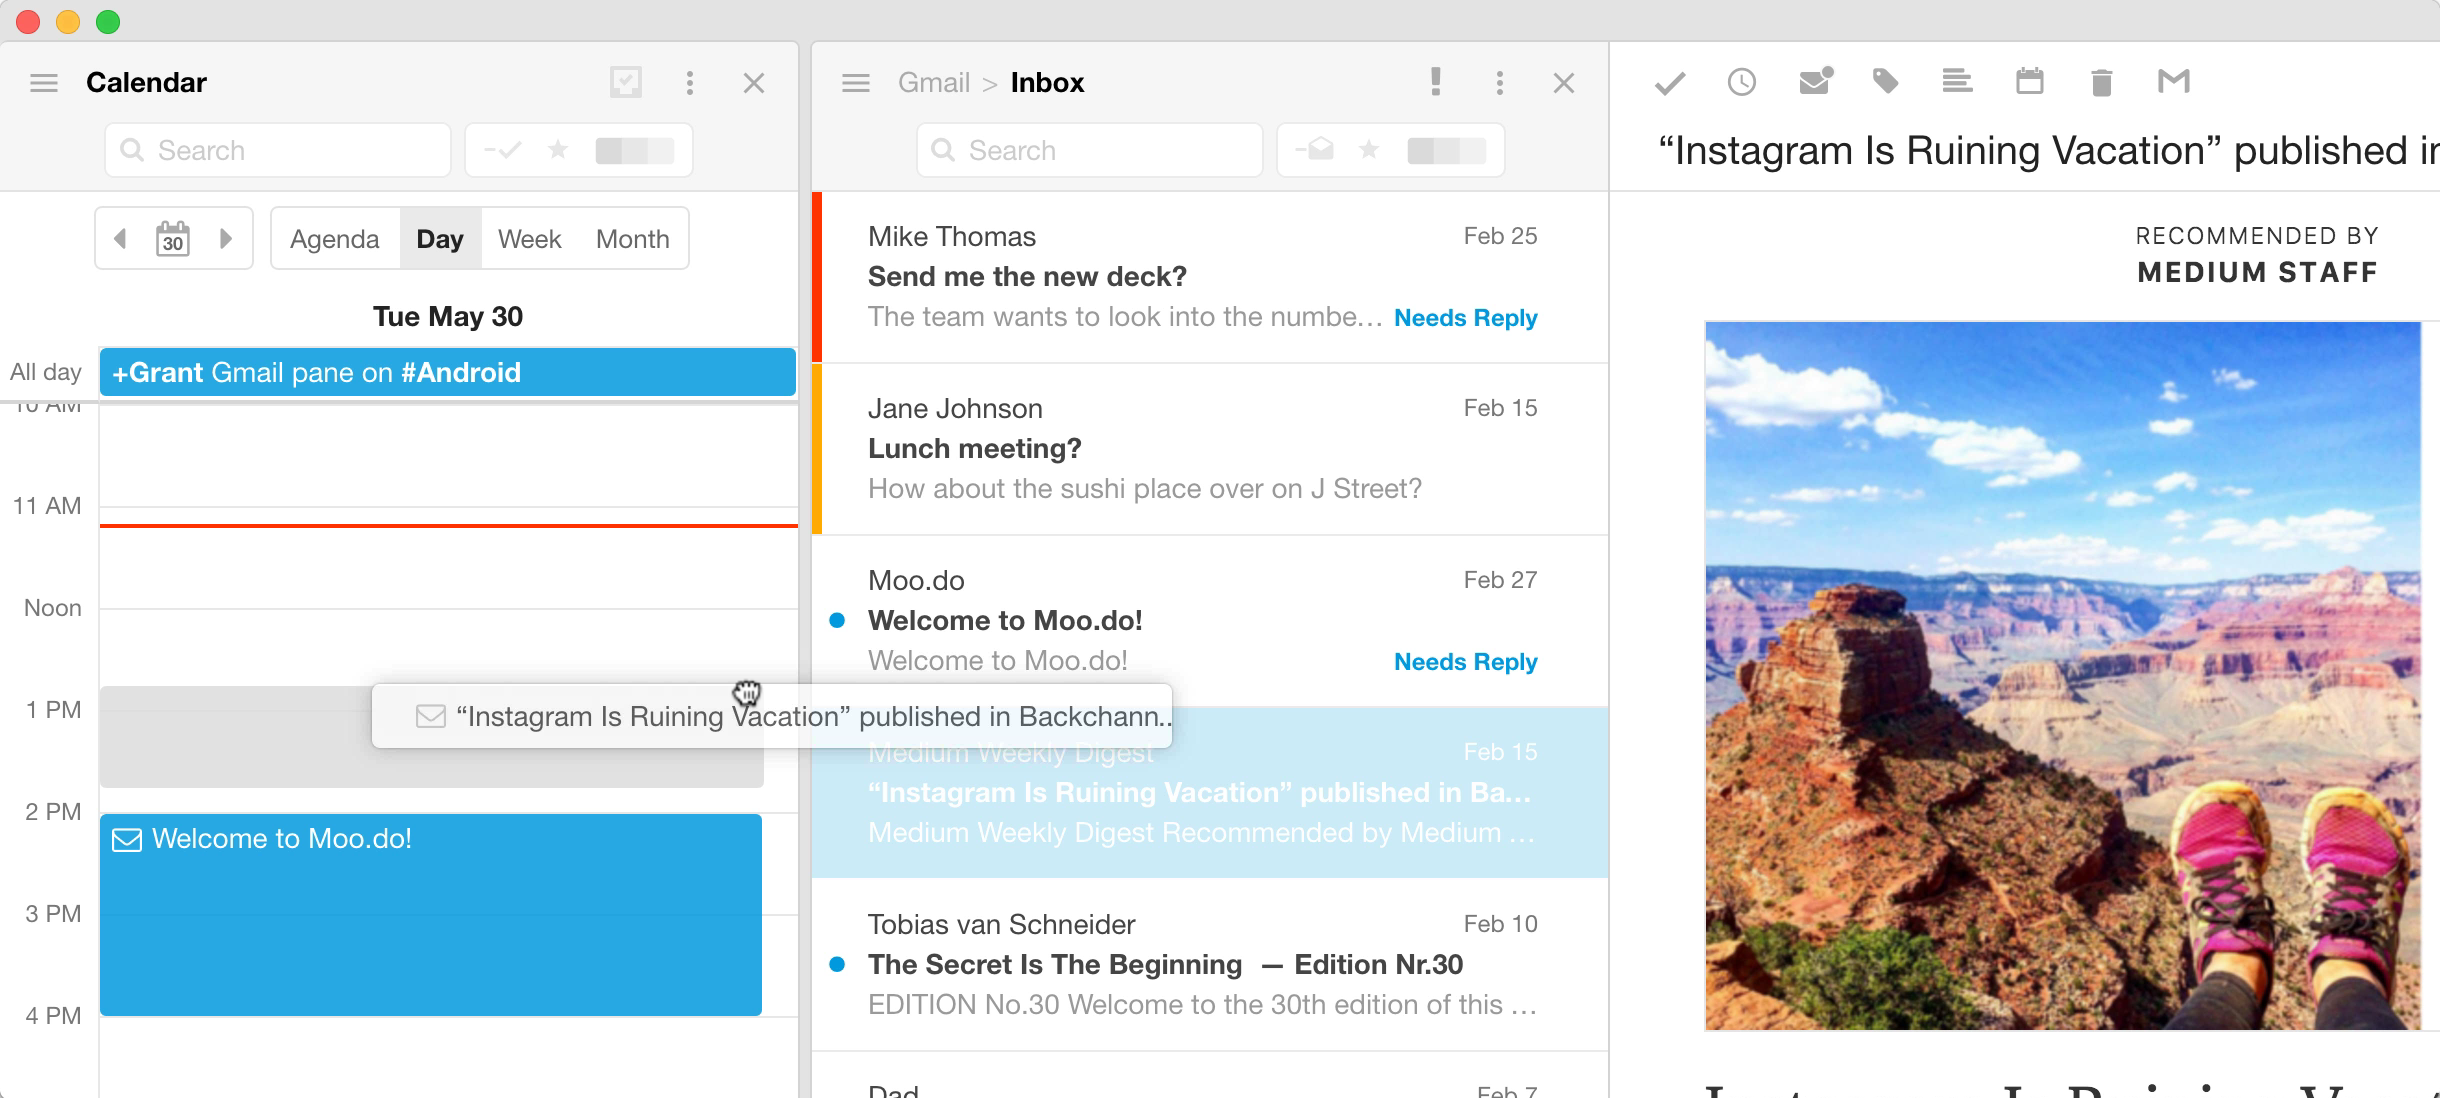 Calendar
Search
30
Agenda
Day
Week
Month
Tue May 30
All day
+Grant Gmail pane on #Android
10 AM
11 AM
Noon
1 PM
2 PM
Welcome to Moo.do!
3 PM
4 PM
Gmail > Inbox
Search
Mike Thomas
Feb 25
Send me the new deck?
The team wants to look into the numbe…
Needs Reply
Jane Johnson
Feb 15
Lunch meeting?
How about the sushi place over on J Street?
Moo.do
Feb 27
Welcome to Moo.do!
Welcome to Moo.do!
Needs Reply
“Instagram Is Ruining Vacation” published in Backchann..
Medium Weekly Digest
Feb 15
“Instagram Is Ruining Vacation” published in Ba…
Medium Weekly Digest Recommended by Medium …
Tobias van Schneider
Feb 10
The Secret Is The Beginning — Edition Nr.30
EDITION No.30 Welcome to the 30th edition of this …
Dad
Feb 7
“Instagram Is Ruining Vacation” published in
RECOMMENDED BY
MEDIUM STAFF